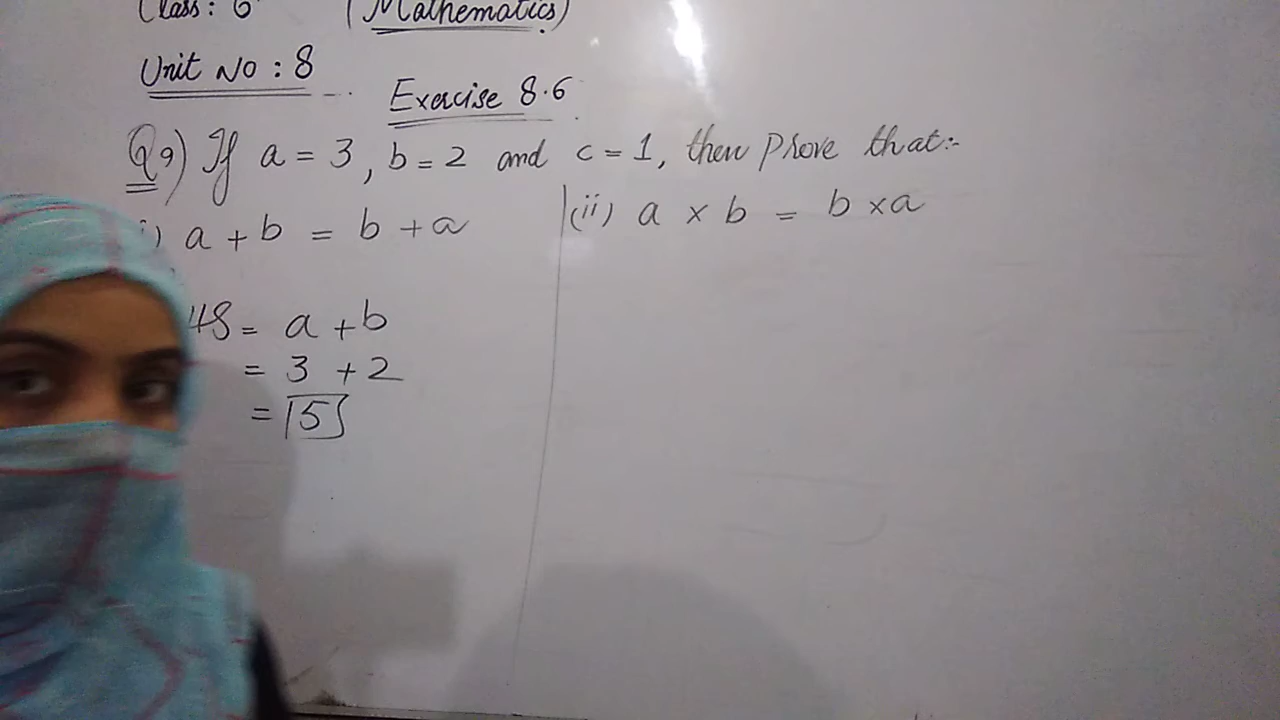 Class: 6 (Mathematics)
Unit No : 8
Exercise 8.6
Q9) If a = 3, b = 2 and c = 1, then prove that:-
i) a + b = b + a
(ii) a × b = b × a
HS = a + b
= 3 + 2
= 5